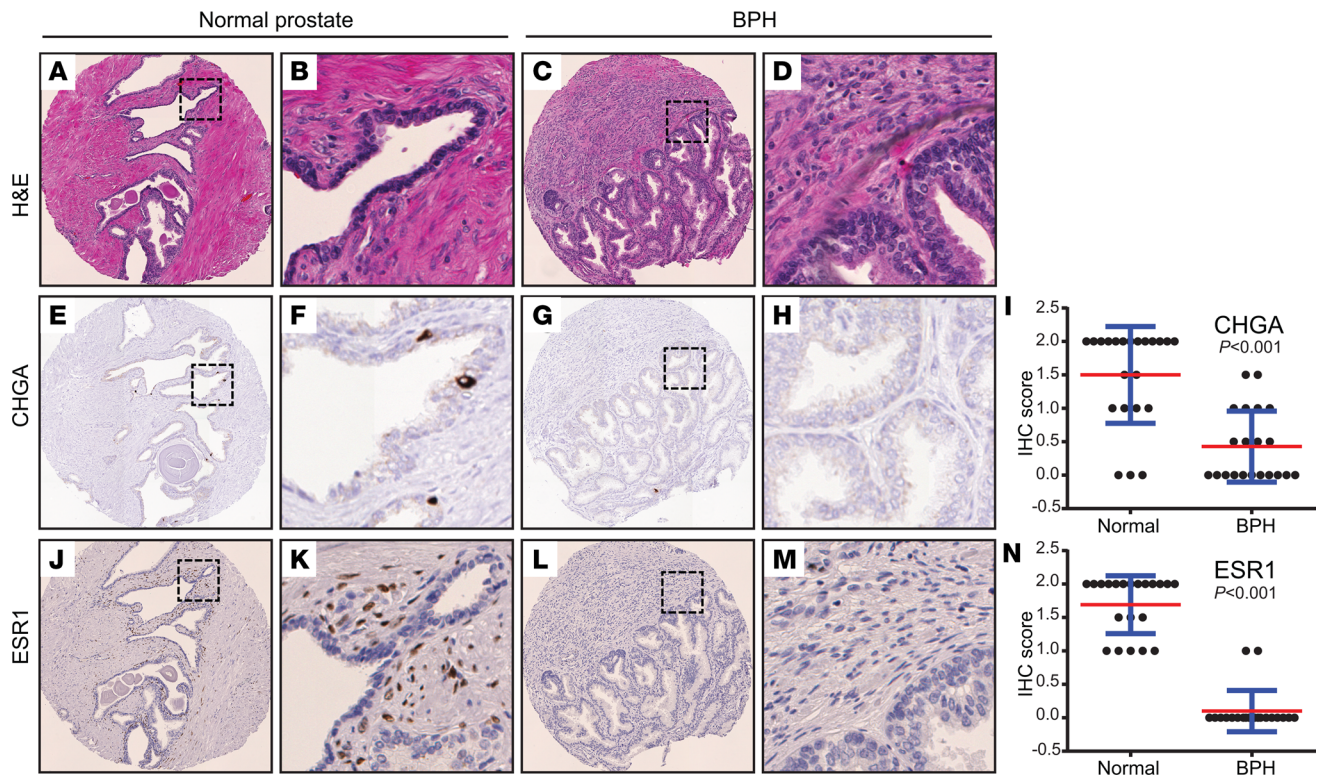 Normal prostate
BPH
H&E
A
B
C
D
CHGA
E
F
G
H
I
CHGA
P<0.001
IHC score
2.5
2.0
1.5
1.0
0.5
0.0
-0.5
Normal
BPH
ESR1
J
K
L
M
N
ESR1
P<0.001
IHC score
2.5
2.0
1.5
1.0
0.5
0.0
-0.5
Normal
BPH